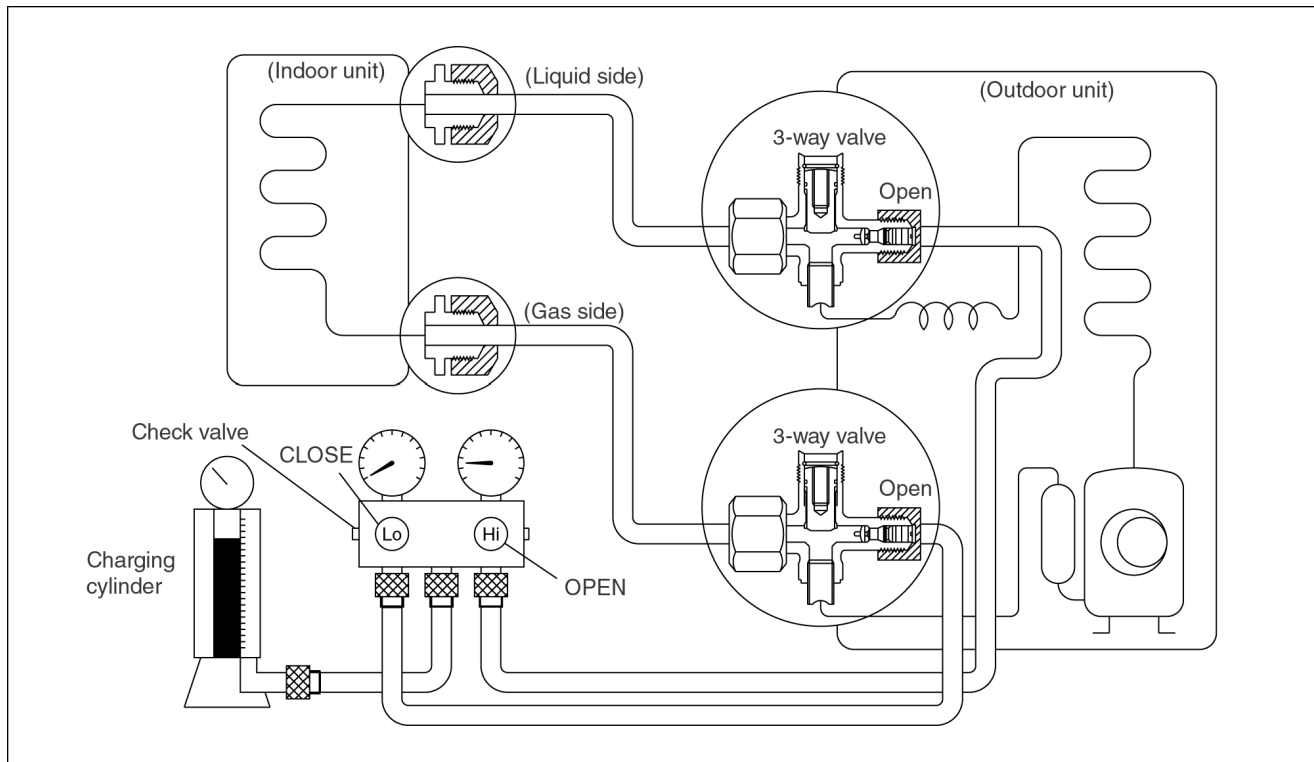 (Indoor unit)
(Liquid side)
(Outdoor unit)
3-way valve
Open
(Gas side)
3-way valve
Open
Check valve
CLOSE
Lo
Hi
OPEN
Charging
cylinder